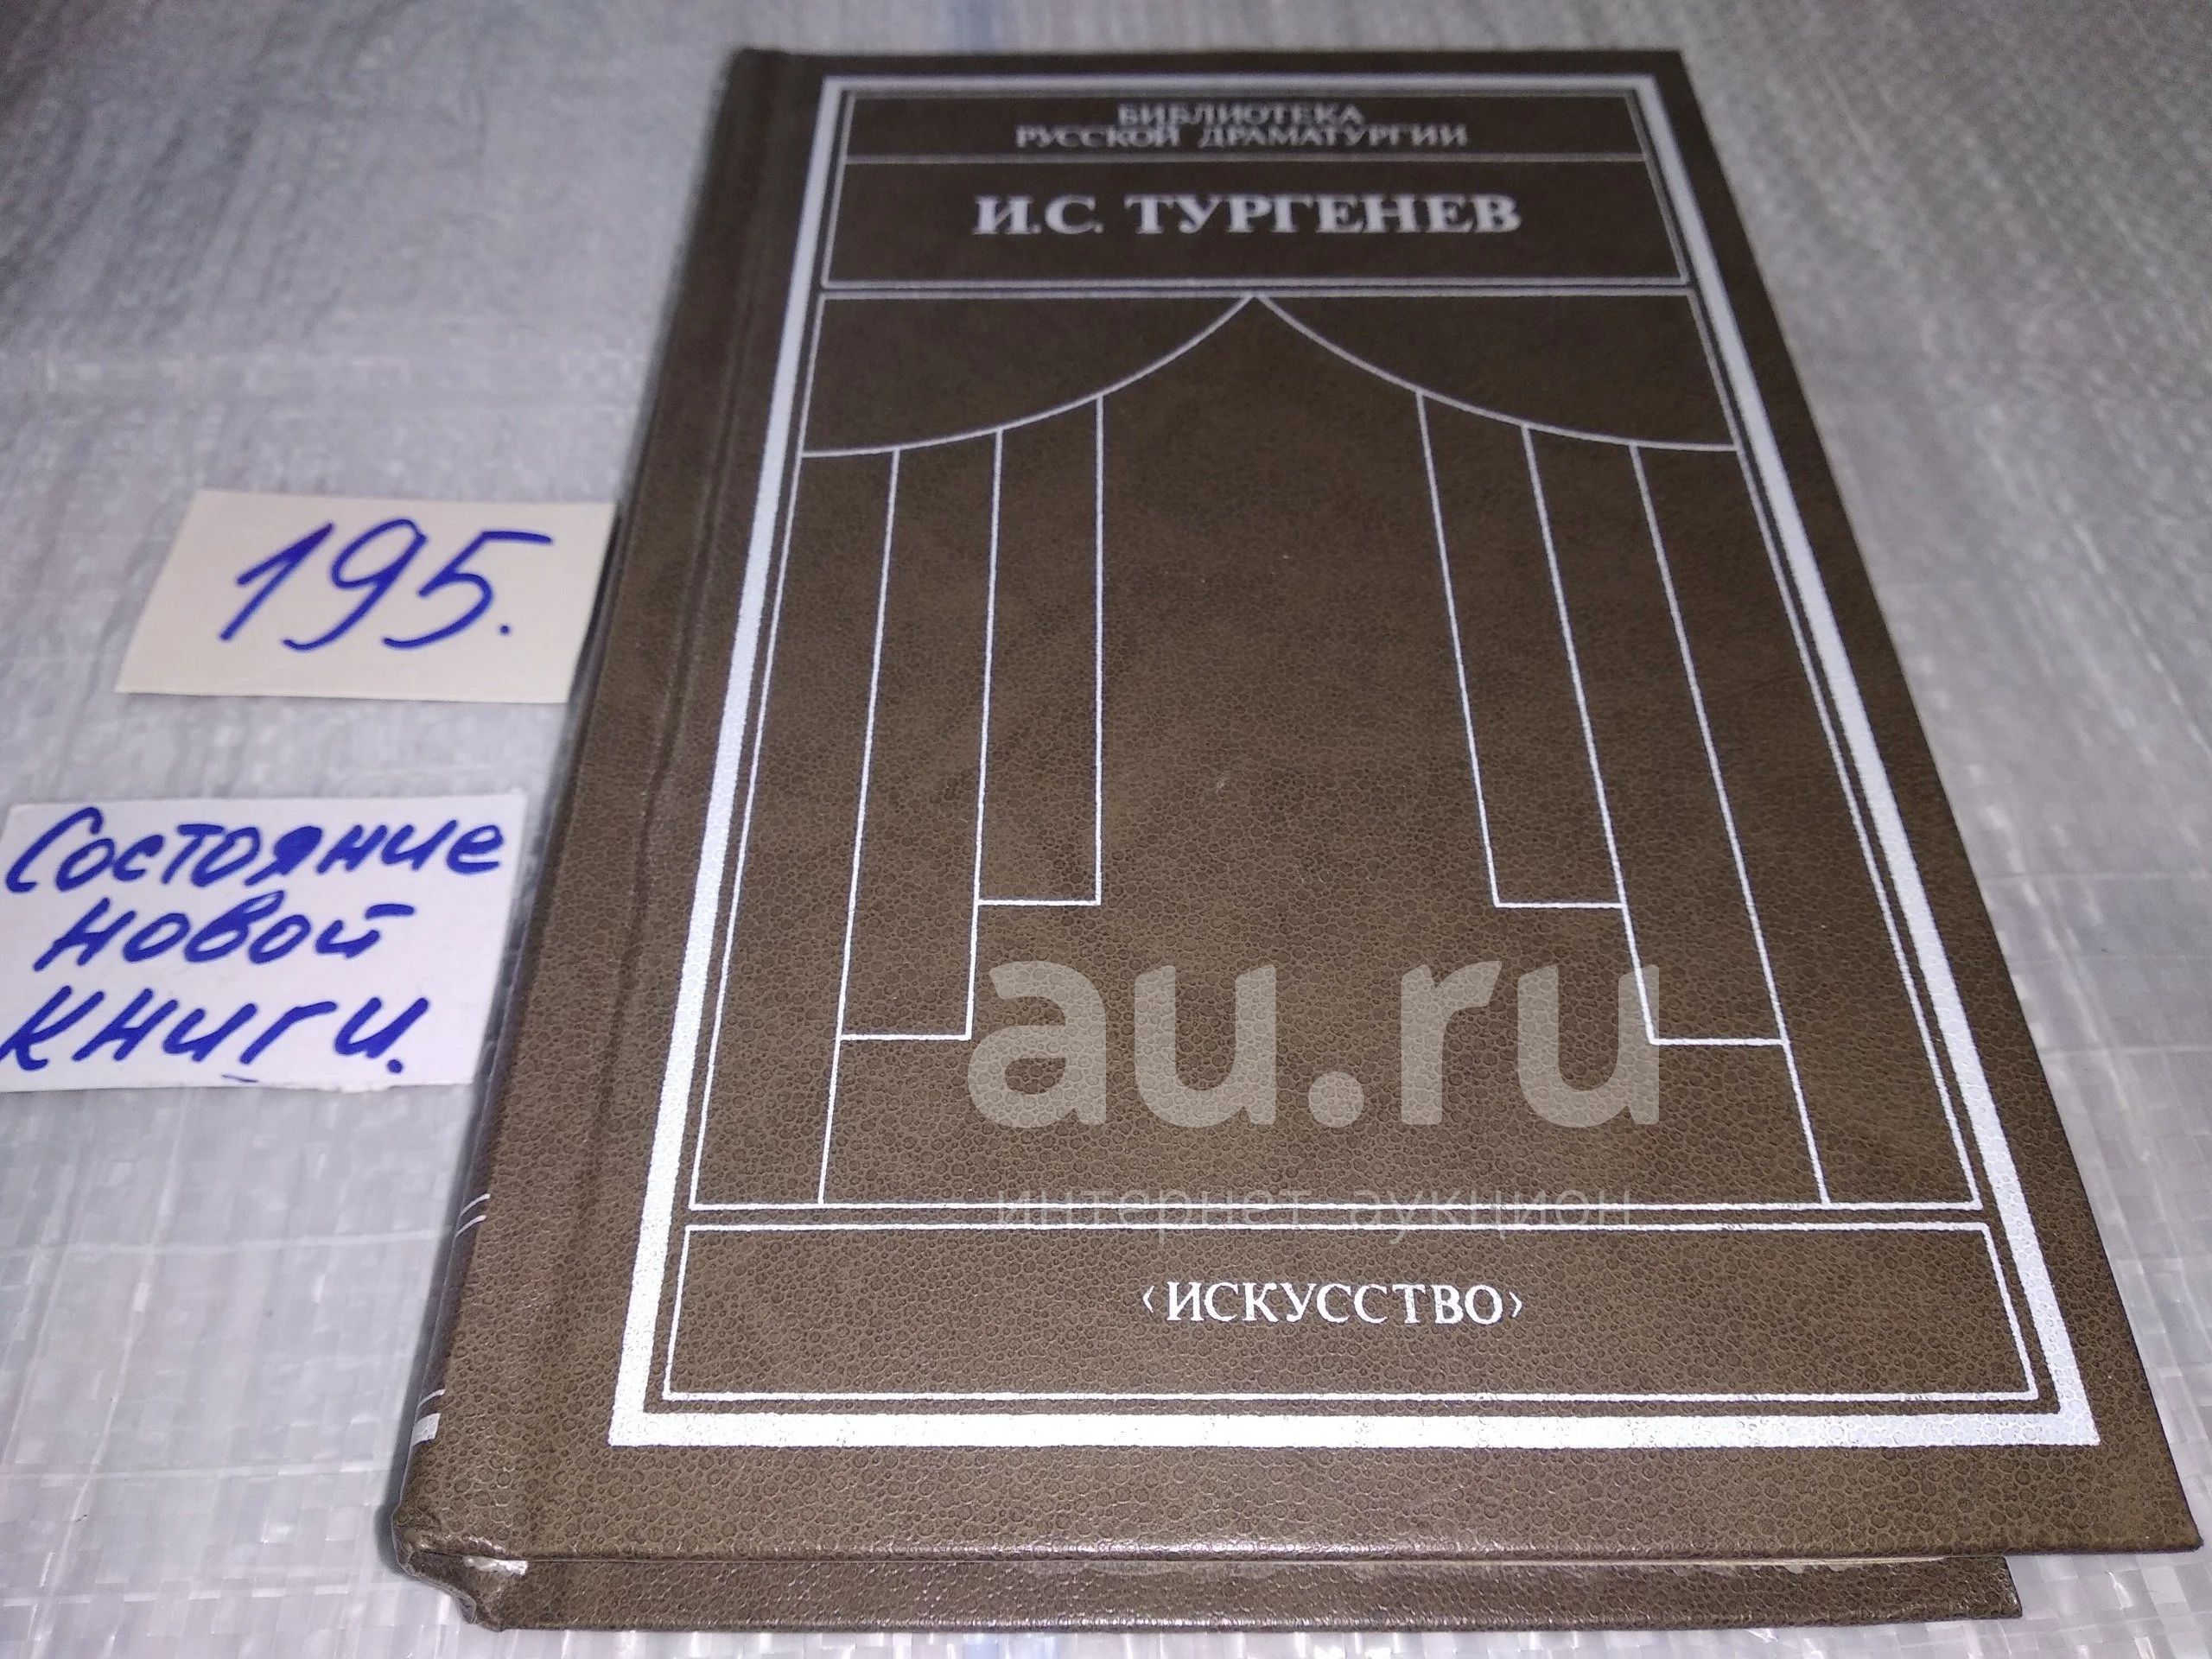 БИБЛИОТЕКА
РУССКОЙ ДРАМАТУРГИИ
И.С. ТУРГЕНЕВ
195.
Состояние
новой
книги.
au.ru
интернет аукцион
‹ИСКУССТВО›